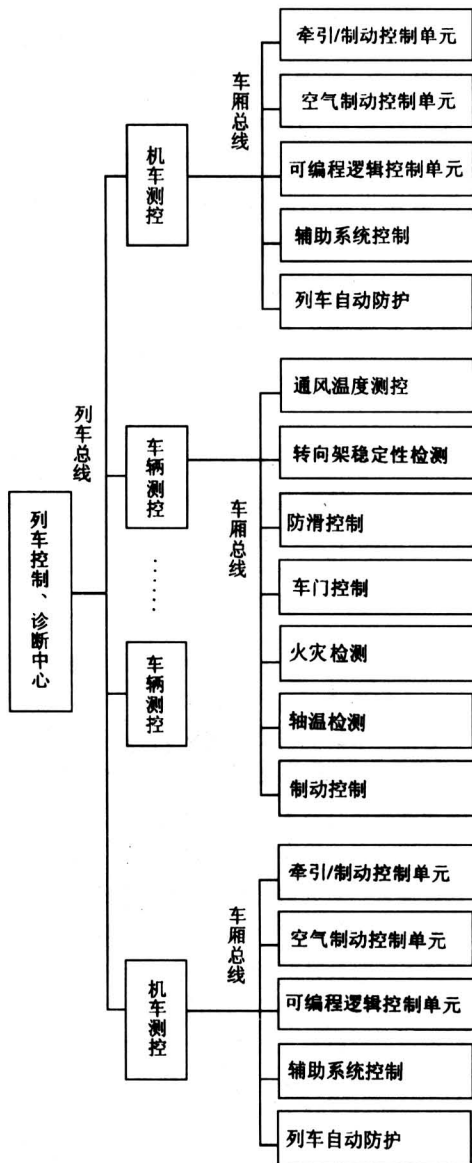 列车控制、诊断中心
列车总线
机车测控
车厢总线
牵引/制动控制单元
空气制动控制单元
可编程逻辑控制单元
辅助系统控制
列车自动防护
车辆测控
……
车辆测控
车厢总线
通风温度测控
转向架稳定性检测
防滑控制
车门控制
火灾检测
轴温检测
制动控制
机车测控
车厢总线
牵引/制动控制单元
空气制动控制单元
可编程逻辑控制单元
辅助系统控制
列车自动防护